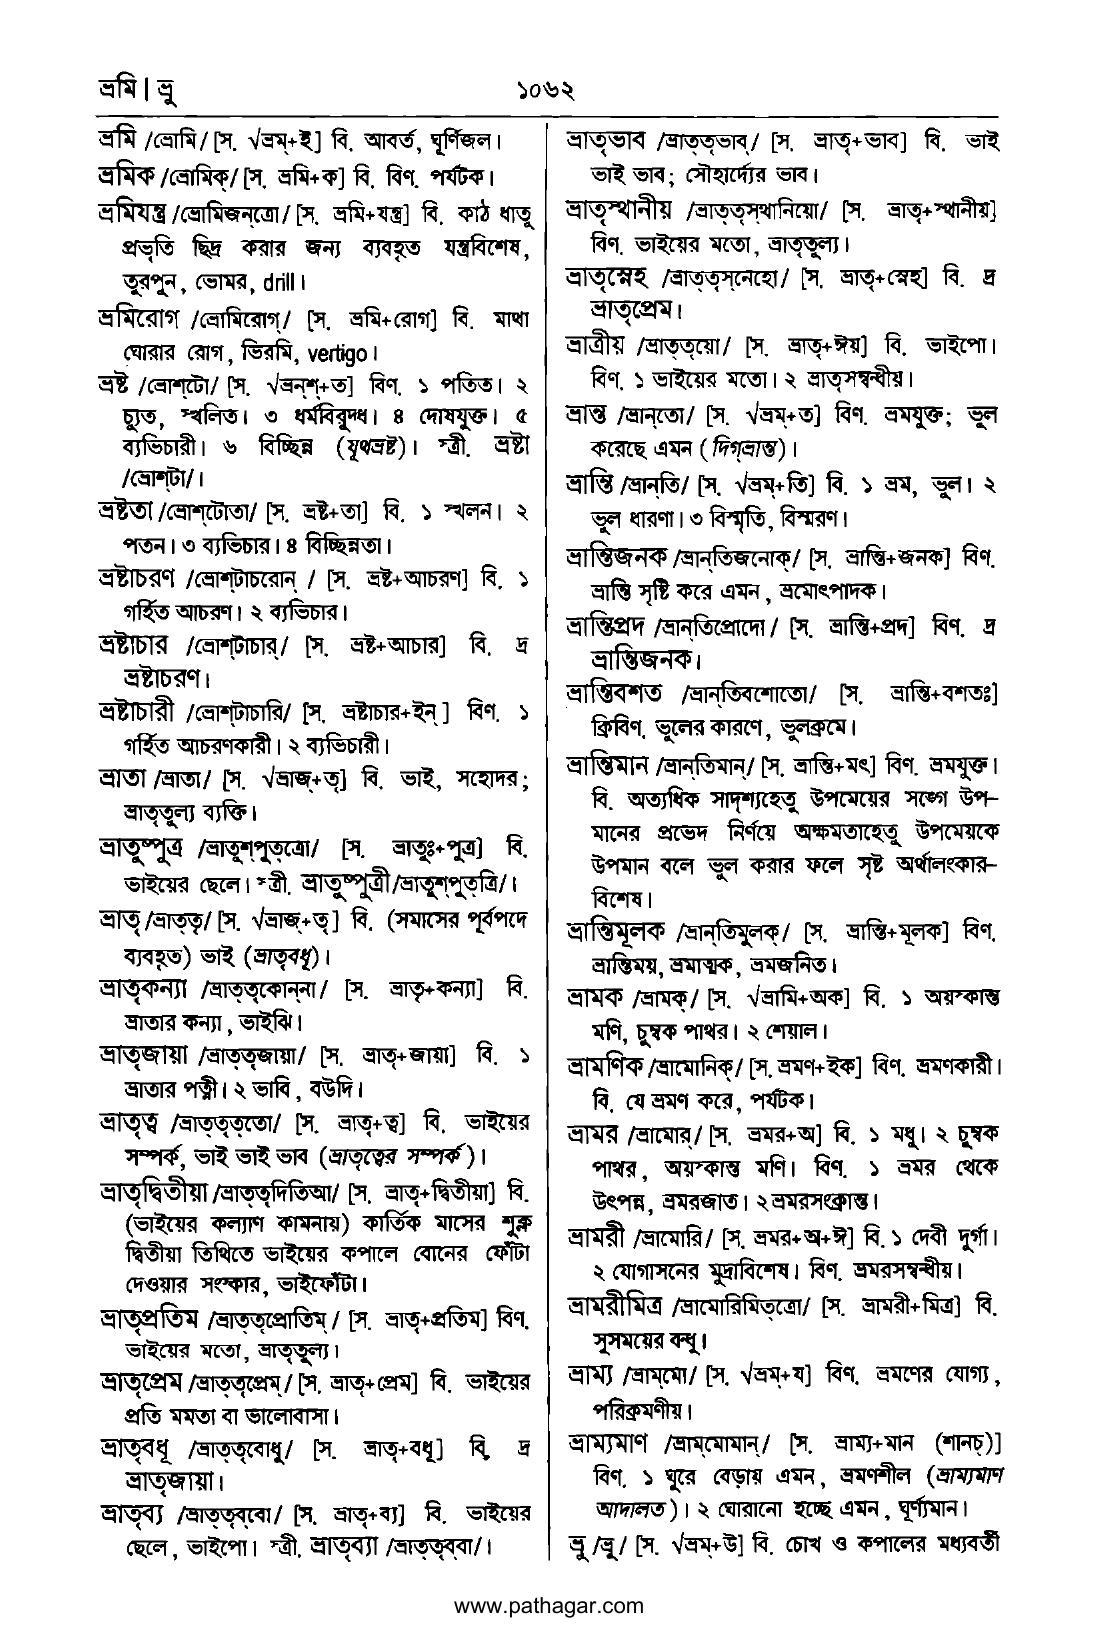 ভ্রমি | ভ্রূ
১০৬২
ভ্রমি /ভ্রোমি/ [স. √ভ্রম্+ই] বি. আবর্ত, ঘূর্ণিজল।
ভ্রমিক /ভ্রোমিক্/ [স. ভ্রমি+ক] বি. বিণ. পর্যটক।
ভ্রমিযন্ত্র /ভ্রোমিজন্ত্রো/ [স. ভ্রমি+যন্ত্র] বি. কাঠ ধাতু
প্রভৃতি ছিদ্র করার জন্য ব্যবহৃত যন্ত্রবিশেষ,
তুরপুন, ভোমর, drill।
ভ্রমিরোগ /ভ্রোমিরোগ্/ [স. ভ্রমি+রোগ] বি. মাথা
ঘোরার রোগ, ভিরমি, vertigo।
ভ্রষ্ট /ভ্রোশ্টো/ [স. √ভ্রন্শ্+ত] বিণ. ১ পতিত। ২
চ্যুত, স্খলিত। ৩ ধর্মবিরুদ্ধ। ৪ দোষযুক্ত। ৫
ব্যভিচারী। ৬ বিচ্ছিন্ন (যূথভ্রষ্ট)। স্ত্রী. ভ্রষ্টা
/ভ্রোশ্টা/।
ভ্রষ্টতা /ভ্রোশ্টোতা/ [স. ভ্রষ্ট+তা] বি. ১ স্খলন। ২
পতন। ৩ ব্যভিচার। ৪ বিচ্ছিন্নতা।
ভ্রষ্টাচরণ /ভ্রোশ্টাচরোন্ / [স. ভ্রষ্ট+আচরণ] বি. ১
গর্হিত আচরণ। ২ ব্যভিচার।
ভ্রষ্টাচার /ভ্রোশ্টাচার্/ [স. ভ্রষ্ট+আচার] বি. দ্র
ভ্রষ্টাচরণ।
ভ্রষ্টাচারী /ভ্রোশ্টাচারি/ [স. ভ্রষ্টাচার+ইন্ ] বিণ. ১
গর্হিত আচরণকারী। ২ ব্যভিচারী।
ভ্রাতা /ভ্রাতা/ [স. √ভ্রাজ্+তৃ] বি. ভাই, সহোদর;
ভ্রাতৃতুল্য ব্যক্তি।
ভ্রাতুষ্পুত্র /ভ্রাতুশ্পুত্ত্রো/ [স. ভ্রাতুঃ+পুত্র] বি.
ভাইয়ের ছেলে। স্ত্রী. ভ্রাতুষ্পুত্রী/ভ্রাতুশ্পুত্ত্রি/।
ভ্রাতৃ /ভ্রাত্তৃ/ [স. √ভ্রাজ্+তৃ ] বি. (সমাসের পূর্বপদে
ব্যবহৃত) ভাই (ভ্রাতৃবধূ)।
ভ্রাতৃকন্যা /ভ্রাত্তৃকোন্না/ [স. ভ্রাতৃ+কন্যা] বি.
ভ্রাতার কন্যা, ভাইঝি।
ভ্রাতৃজায়া /ভ্রাত্তৃজায়া/ [স. ভ্রাতৃ+জায়া] বি. ১
ভ্রাতার পত্নী। ২ ভাবি, বউদি।
ভ্রাতৃত্ব /ভ্রাত্তৃত্তো/ [স. ভ্রাতৃ+ত্ব] বি. ভাইয়ের
সম্পর্ক, ভাই ভাই ভাব (ভ্রাতৃত্বের সম্পর্ক)।
ভ্রাতৃদ্বিতীয়া /ভ্রাত্তৃদিতিআ/ [স. ভ্রাতৃ+দ্বিতীয়া] বি.
(ভাইয়ের কল্যাণ কামনায়) কার্তিক মাসের শুক্ল
দ্বিতীয়া তিথিতে ভাইয়ের কপালে বোনের ফোঁটা
দেওয়ার সংস্কার, ভাইফোঁটা।
ভ্রাতৃপ্রতিম /ভ্রাত্তৃপ্রোতিম্ / [স. ভ্রাতৃ+প্রতিম] বিণ.
ভাইয়ের মতো, ভ্রাতৃতুল্য।
ভ্রাতৃপ্রেম /ভ্রাত্তৃপ্রেম্/ [স. ভ্রাতৃ+প্রেম] বি. ভাইয়ের
প্রতি মমতা বা ভালোবাসা।
ভ্রাতৃবধূ /ভ্রাত্তৃবোধু/ [স. ভ্রাতৃ+বধূ] বি. দ্র
ভ্রাতৃজায়া।
ভ্রাতৃব্য /ভ্রাত্তৃব্বো/ [স. ভ্রাতৃ+ব্য] বি. ভাইয়ের
ছেলে, ভাইপো। স্ত্রী. ভ্রাতৃব্যা /ভ্রাত্তৃব্বা/।
ভ্রাতৃভাব /ভ্রাত্তৃভাব্/ [স. ভ্রাতৃ+ভাব] বি. ভাই
ভাই ভাব; সৌহার্দ্যের ভাব।
ভ্রাতৃস্থানীয় /ভ্রাত্তৃস্থানিয়ো/ [স. ভ্রাতৃ+স্থানীয়]
বিণ. ভাইয়ের মতো, ভ্রাতৃতুল্য।
ভ্রাতৃস্নেহ /ভ্রাত্তৃস্নেহো/ [স. ভ্রাতৃ+স্নেহ] বি. দ্র
ভ্রাতৃপ্রেম।
ভ্রাত্রীয় /ভ্রাত্তৃয়ো/ [স. ভ্রাতৃ+ঈয়] বি. ভাইপো।
বিণ. ১ ভাইয়ের মতো। ২ ভ্রাতৃসম্বন্ধীয়।
ভ্রান্ত /ভ্রান্তো/ [স. √ভ্রম্+ত] বিণ. ভ্রমযুক্ত; ভুল
করেছে এমন (দিগ্‌ভ্রান্ত)।
ভ্রান্তি /ভ্রান্তি/ [স. √ভ্রম্+তি] বি. ১ ভ্রম, ভুল। ২
ভুল ধারণা। ৩ বিস্মৃতি, বিস্মরণ।
ভ্রান্তিজনক /ভ্রান্তিজনোক্/ [স. ভ্রান্তি+জনক] বিণ.
ভ্রান্তি সৃষ্টি করে এমন, ভ্রমোৎপাদক।
ভ্রান্তিপ্রদ /ভ্রান্তিপ্রোদো/ [স. ভ্রান্তি+প্রদ] বিণ. দ্র
ভ্রান্তিজনক।
ভ্রান্তিবশত /ভ্রান্তিবশোতো/ [স. ভ্রান্তি+বশতঃ]
ক্রিবিণ. ভুলের কারণে, ভুলক্রমে।
ভ্রান্তিমান /ভ্রান্তিমান্/ [স. ভ্রান্তি+মৎ] বিণ. ভ্রমযুক্ত।
বি. অত্যধিক সাদৃশ্যহেতু উপমেয়ের সঙ্গে উপ-
মানের প্রভেদ নির্ণয়ে অক্ষমতাহেতু উপমেয়কে
উপমান বলে ভুল করার ফলে সৃষ্ট অর্থালংকার-
বিশেষ।
ভ্রান্তিমূলক /ভ্রান্তিমুলক্/ [স. ভ্রান্তি+মূলক] বিণ.
ভ্রান্তিময়, ভ্রমাত্মক, ভ্রমজনিত।
ভ্রামক /ভ্রামক্/ [স. √ভ্রামি+অক] বি. ১ অয়স্কান্ত
মণি, চুম্বক পাথর। ২ শেয়াল।
ভ্রামণিক /ভ্রামোনিক্/ [স. ভ্রমণ+ইক] বিণ. ভ্রমণকারী।
বি. যে ভ্রমণ করে, পর্যটক।
ভ্রামর /ভ্রামোর্/ [স. ভ্রমর+অ] বি. ১ মধু। ২ চুম্বক
পাথর, অয়স্কান্ত মণি। বিণ. ১ ভ্রমর থেকে
উৎপন্ন, ভ্রমরজাত। ২ ভ্রমরসংক্রান্ত।
ভ্রামরী /ভ্রামোরি/ [স. ভ্রমর+অ+ঈ] বি. ১ দেবী দুর্গা।
২ যোগাসনের মুদ্রাবিশেষ। বিণ. ভ্রমরসম্বন্ধীয়।
ভ্রামরীমিত্র /ভ্রামোরিমিত্ত্রো/ [স. ভ্রামরী+মিত্র] বি.
সুসময়ের বন্ধু।
ভ্রাম্য /ভ্রাম্মো/ [স. √ভ্রম্+য] বিণ. ভ্রমণের যোগ্য,
পরিক্রমণীয়।
ভ্রাম্যমাণ /ভ্রাম্মোমান্/ [স. ভ্রাম্য+মান (শানচ্)]
বিণ. ১ ঘুরে বেড়ায় এমন, ভ্রমণশীল (ভ্রাম্যমাণ
আদালত)। ২ ঘোরানো হচ্ছে এমন, ঘূর্ণ্যমান।
ভ্রূ /ভ্রূ/ [স. √ভ্রম্+উ] বি. চোখ ও কপালের মধ্যবর্তী
www.pathagar.com